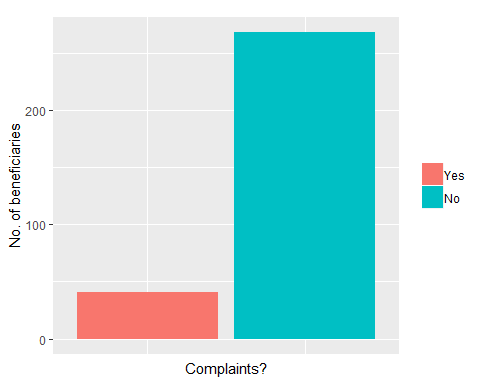 No. of beneficiaries
200
100
0
Complaints?
Yes
No